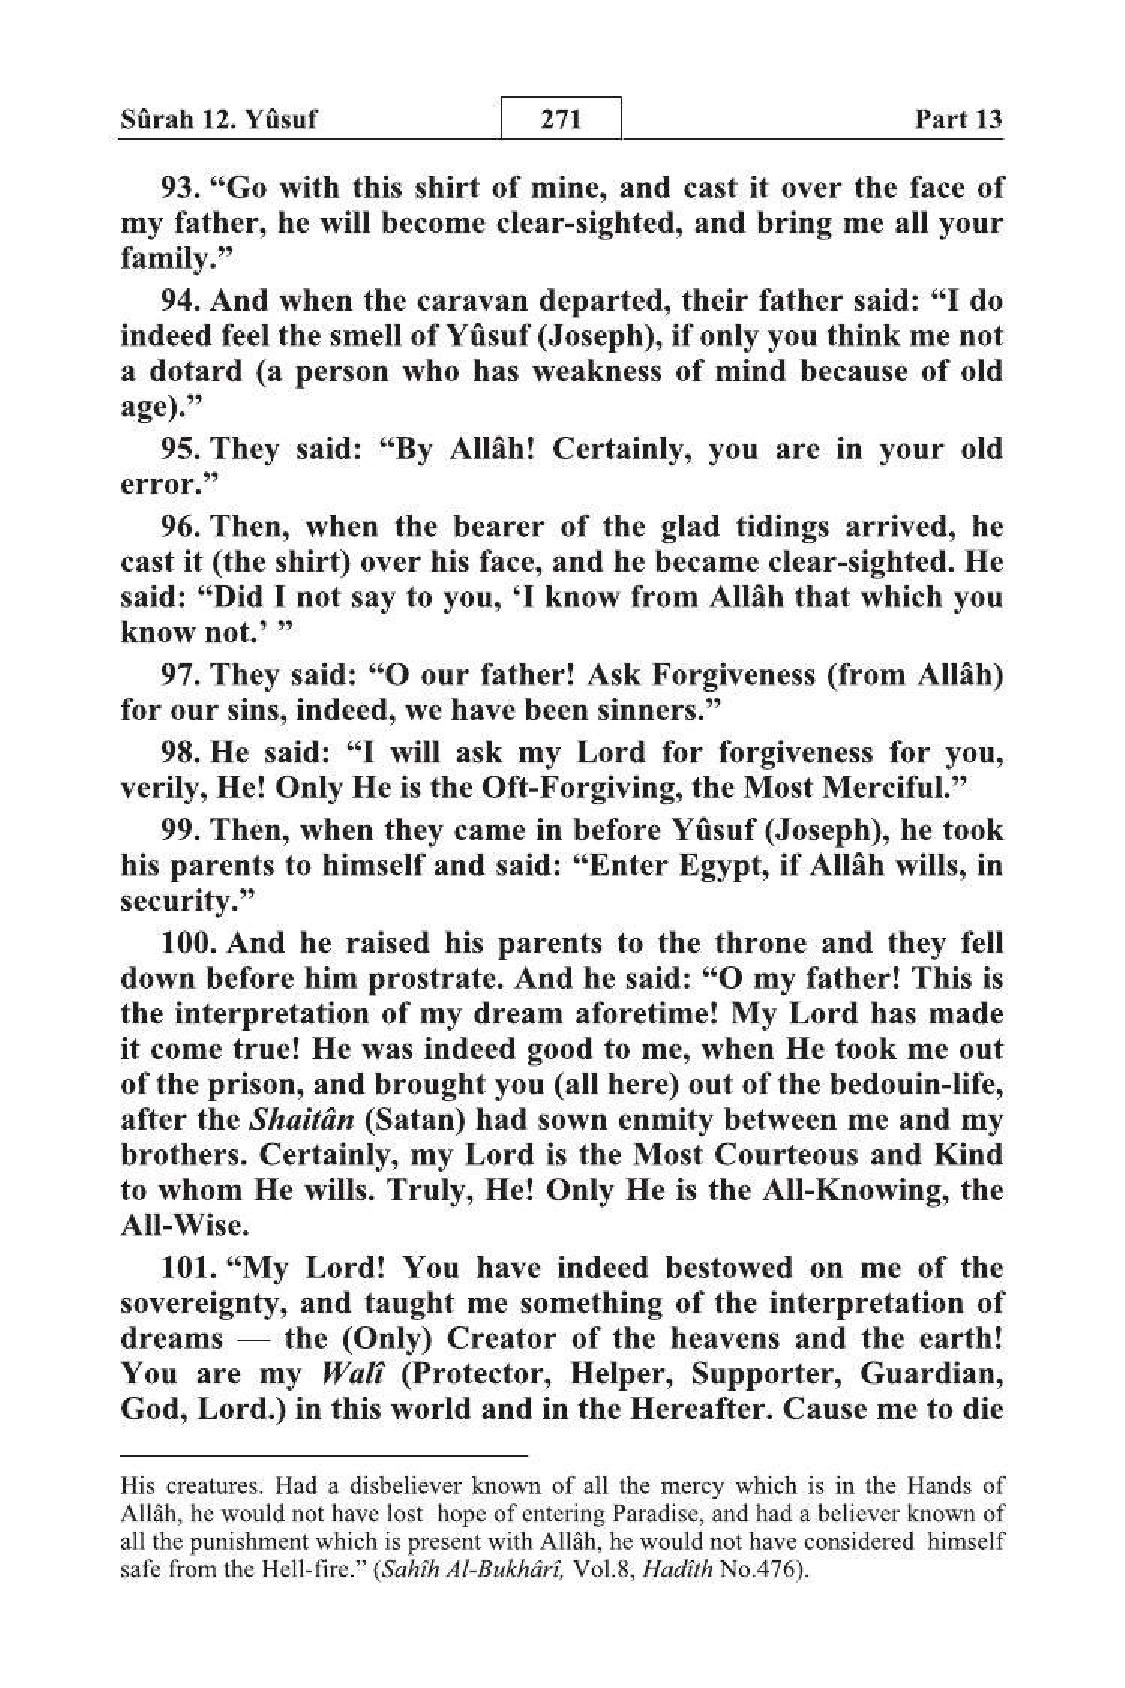 Sûrah 12. Yûsuf 271 Part 13
93. “Go with this shirt of mine, and cast it over the face of
my father, he will become clear-sighted, and bring me all your
family.”
94. And when the caravan departed, their father said: “I do
indeed feel the smell of Yûsuf (Joseph), if only you think me not
a dotard (a person who has weakness of mind because of old
age).”
95. They said: “By Allâh! Certainly, you are in your old
error.”
96. Then, when the bearer of the glad tidings arrived, he
cast it (the shirt) over his face, and he became clear-sighted. He
said: “Did I not say to you, ‘I know from Allâh that which you
know not.’ ”
97. They said: “O our father! Ask Forgiveness (from Allâh)
for our sins, indeed, we have been sinners.”
98. He said: “I will ask my Lord for forgiveness for you,
verily, He! Only He is the Oft-Forgiving, the Most Merciful.”
99. Then, when they came in before Yûsuf (Joseph), he took
his parents to himself and said: “Enter Egypt, if Allâh wills, in
security.”
100. And he raised his parents to the throne and they fell
down before him prostrate. And he said: “O my father! This is
the interpretation of my dream aforetime! My Lord has made
it come true! He was indeed good to me, when He took me out
of the prison, and brought you (all here) out of the bedouin-life,
after the Shaitân (Satan) had sown enmity between me and my
brothers. Certainly, my Lord is the Most Courteous and Kind
to whom He wills. Truly, He! Only He is the All-Knowing, the
All-Wise.
101. “My Lord! You have indeed bestowed on me of the
sovereignty, and taught me something of the interpretation of
dreams — the (Only) Creator of the heavens and the earth!
You are my Walî (Protector, Helper, Supporter, Guardian,
God, Lord.) in this world and in the Hereafter. Cause me to die
His creatures. Had a disbeliever known of all the mercy which is in the Hands of
Allâh, he would not have lost hope of entering Paradise, and had a believer known of
all the punishment which is present with Allâh, he would not have considered himself
safe from the Hell-fire.” (Sahîh Al-Bukhârî, Vol.8, Hadîth No.476).